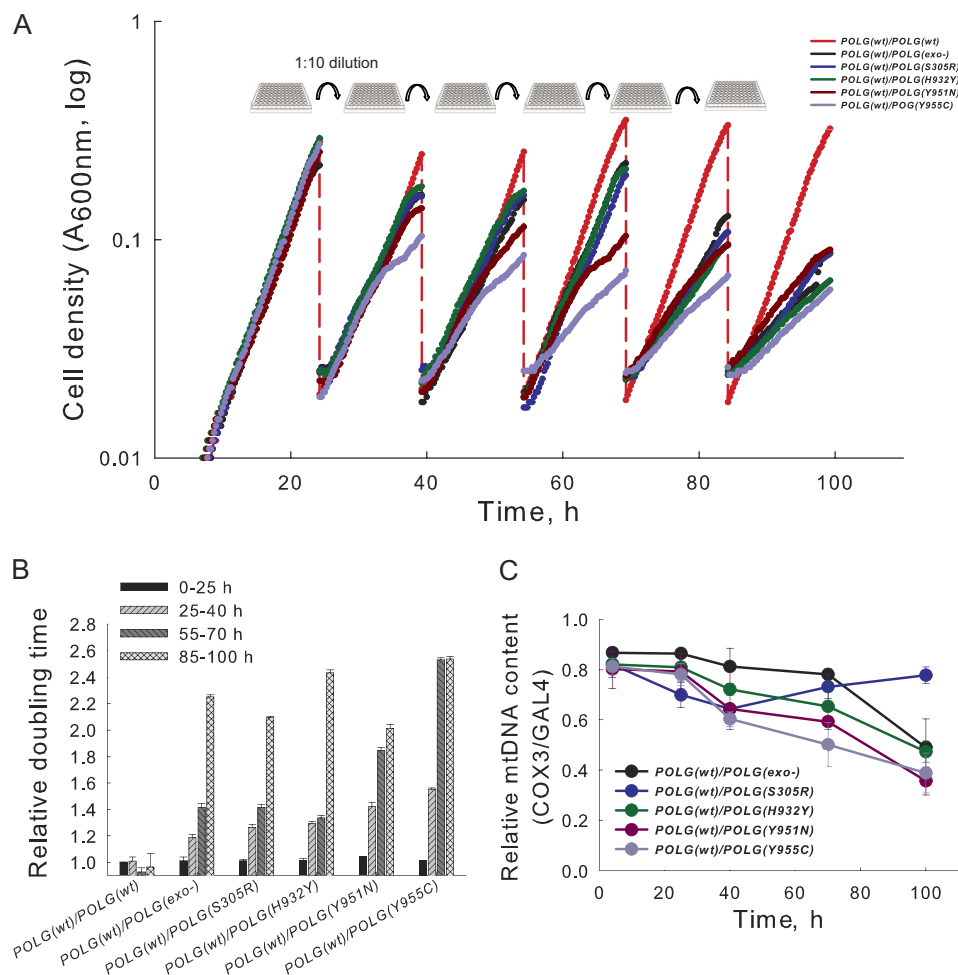 A
1:10 dilution
POLG(wt)/POLG(wt)
POLG(wt)/POLG(exo-)
POLG(wt)/POLG(S305R)
POLG(wt)/POLG(H932Y)
POLG(wt)/POLG(Y951N)
POLG(wt)/POG(Y955C)
Cell density (A600nm, log)
1
0.1
0.01
0 20 40 60 80 100
Time, h
B
0-25 h
25-40 h
55-70 h
85-100 h
Relative doubling time
2.8
2.6
2.4
2.2
2.0
1.8
1.6
1.4
1.2
1.0
POLG(wt)/POLG(wt)
POLG(wt)/POLG(exo-)
POLG(wt)/POLG(S305R)
POLG(wt)/POLG(H932Y)
POLG(wt)/POLG(Y951N)
POLG(wt)/POLG(Y955C)
C
Relative mtDNA content
(COX3/GAL4)
1.0
0.8
0.6
0.4
0.2
0.0
POLG(wt)/POLG(exo-)
POLG(wt)/POLG(S305R)
POLG(wt)/POLG(H932Y)
POLG(wt)/POLG(Y951N)
POLG(wt)/POLG(Y955C)
0 20 40 60 80 100
Time, h